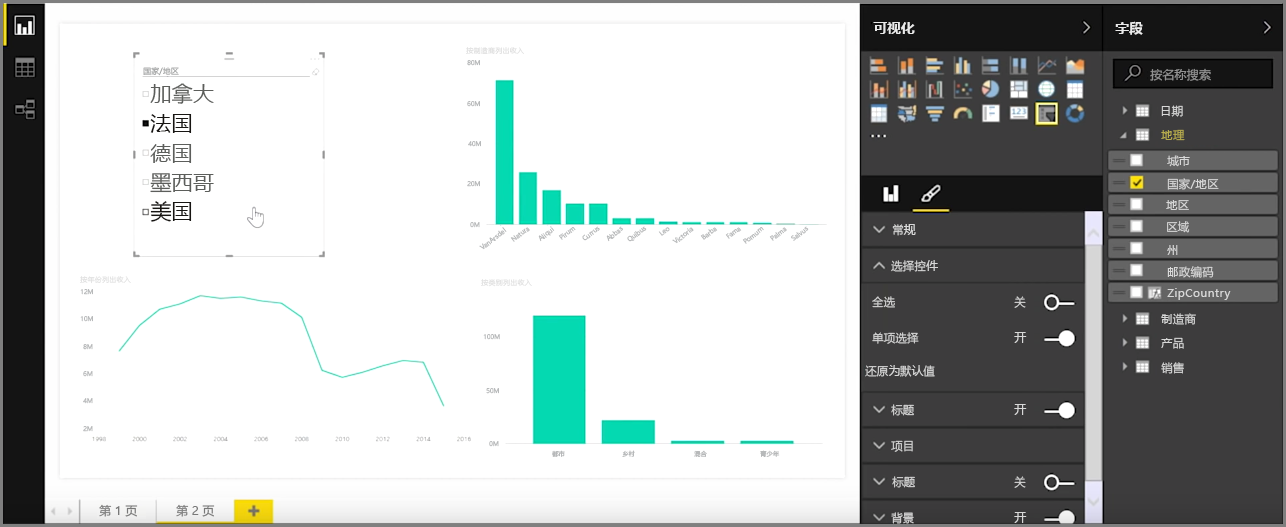 国家/地区
加拿大
法国
德国
墨西哥
美国
按制造商列出收入
80M
60M
40M
20M
0M
VanArsdel
Natura
Aliqui
Pirum
Currus
Abbas
Quibus
Leo
Victoria
Barba
Fama
Pomum
Palma
Salvus
按年份列出收入
12M
10M
8M
6M
4M
2M
1998 2000 2002 2004 2006 2008 2010 2012 2014 2016
100M
50M
0M
都市 乡村 混合 青少年
第 1 页 第 2 页 +
可视化
常规
选择控件
全选 关
单项选择 开
还原为默认值
标题 开
项目
标题 关
背景 开
字段
按名称搜索
日期
地理
城市
国家/地区
地区
区域
州
邮政编码
ZipCountry
制造商
产品
销售